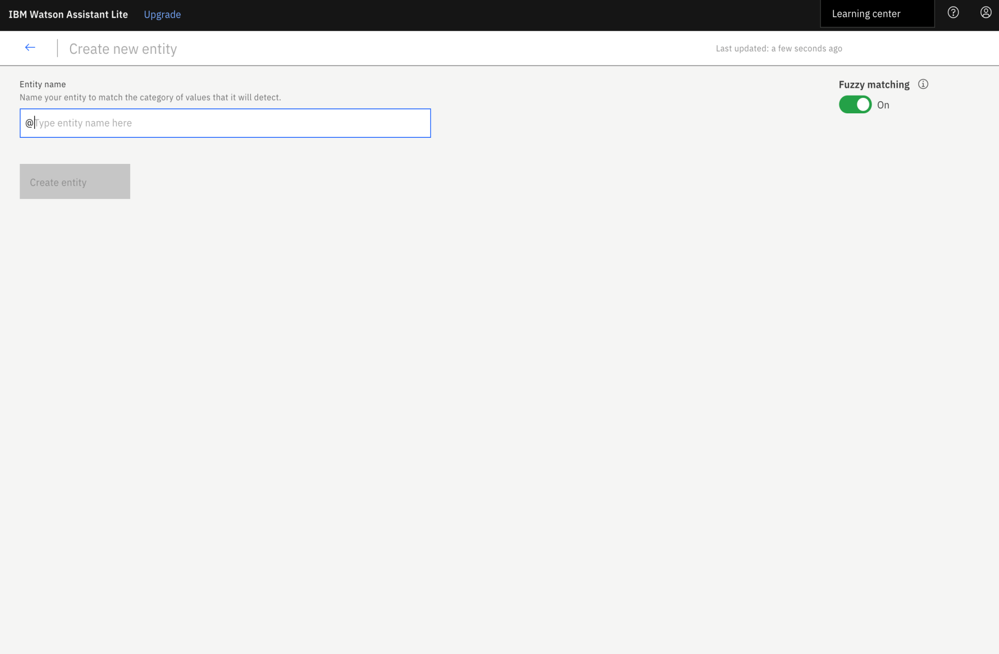 IBM Watson Assistant Lite Upgrade Learning center
Create new entity Last updated: a few seconds ago
Entity name
Name your entity to match the category of values that it will detect.
@Type entity name here
Fuzzy matching
On
Create entity